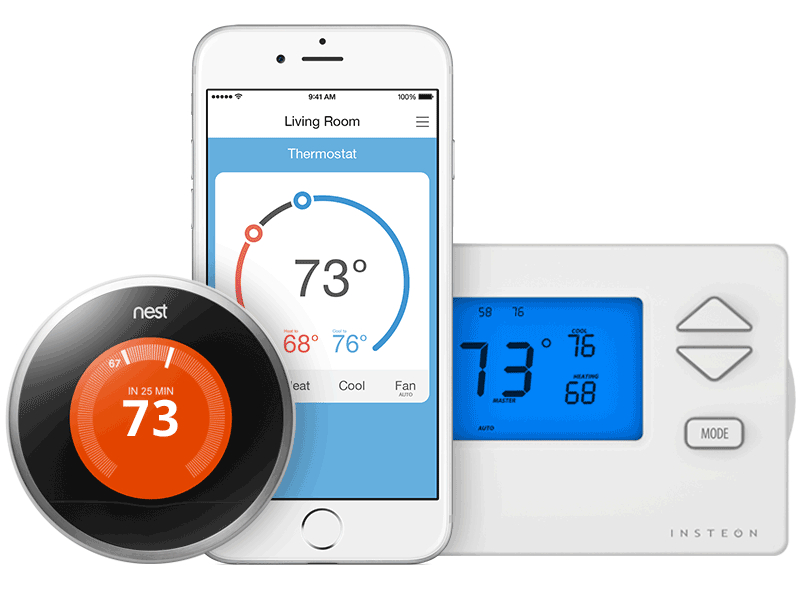 9:41 AM 100%
Living Room
Thermostat
73°
Heat to Cool to
68° 76°
eat Cool Fan
AUTO
nest
67
IN 25 MIN
73
58 76
73° COOL 76
HEATING
MASTER 68
AUTO
MODE
INSTEON